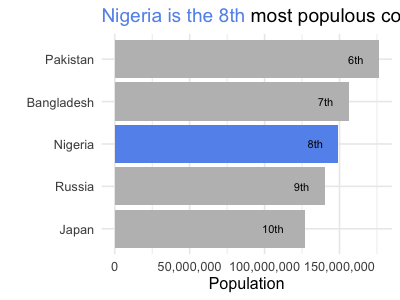 Nigeria is the 8th most populous co
Pakistan 6th
Bangladesh 7th
Nigeria 8th
Russia 9th
Japan 10th
0 50,000,000 100,000,000 150,000,000
Population